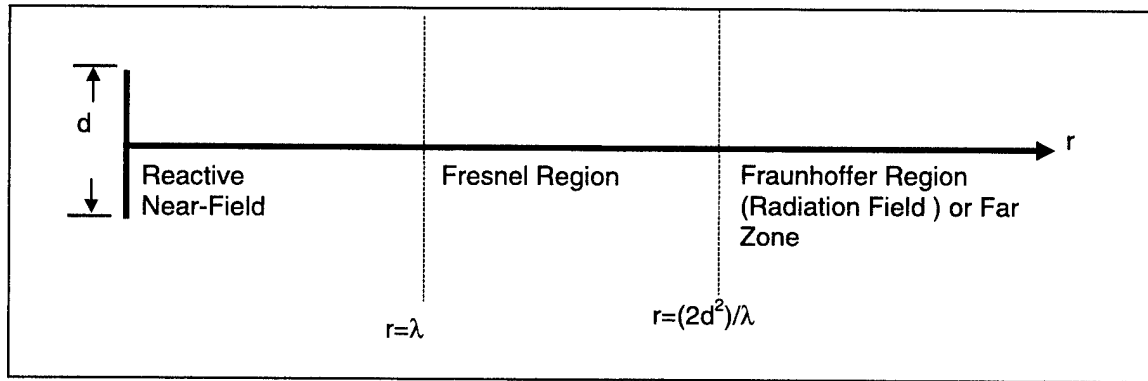 d
r
Reactive
Near-Field
Fresnel Region
Fraunhoffer Region
(Radiation Field ) or Far
Zone
r=λ
r=(2d²)/λ